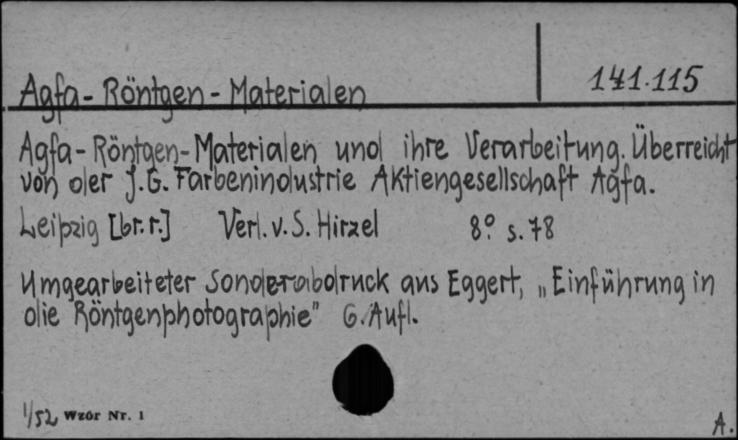 Agfa-Röntgen-Materialen
141.115
Agfa-Röntgen-Materialen und ihre Verarbeitung. Überreicht
von der J.G. Farbenindustrie Aktiengesellschaft Agfa.
Leipzig [br.r.] Verl. v. S. Hirzel 8° s. 78
Umgearbeiteter Sonderabdruck aus Eggert, „Einführung in
die Röntgenphotographie" 6. Aufl.
1/52 Wzór Nr. 1
A.